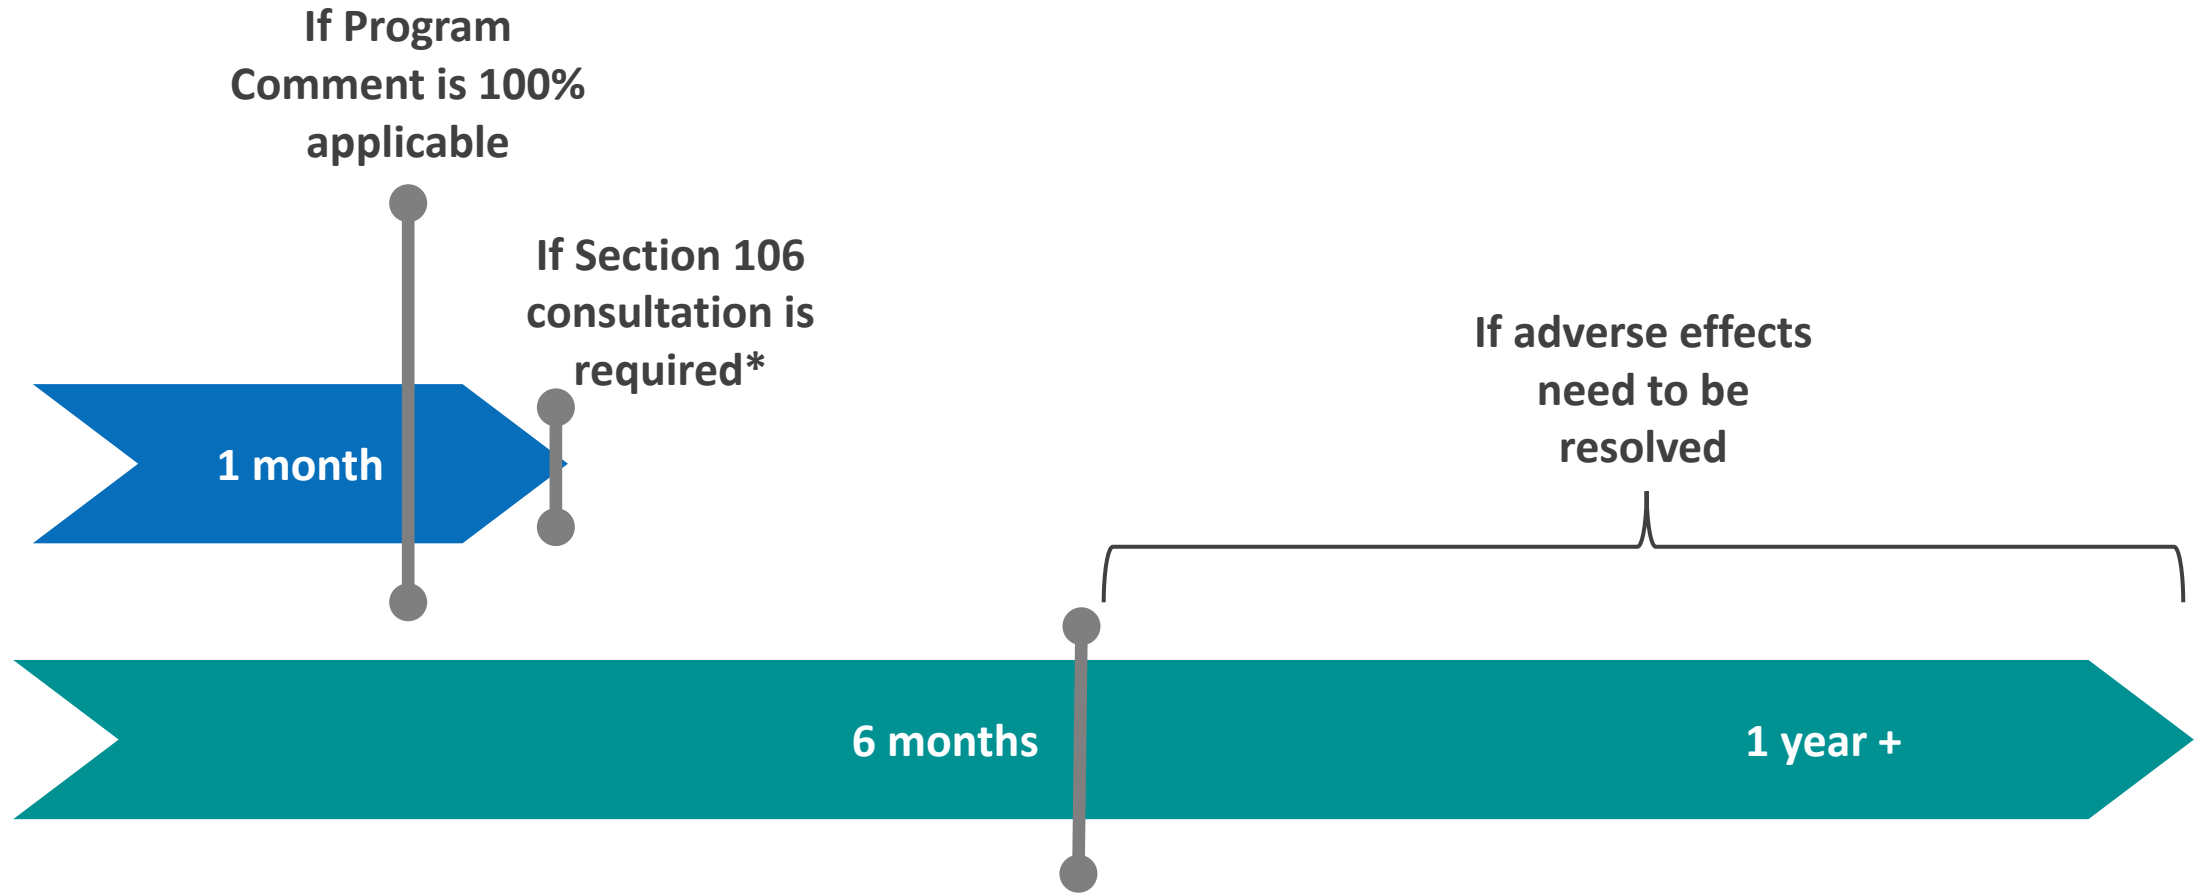 If Program
Comment is 100%
applicable
If Section 106
consultation is
required*
If adverse effects
need to be
resolved
1 month
6 months
1 year +